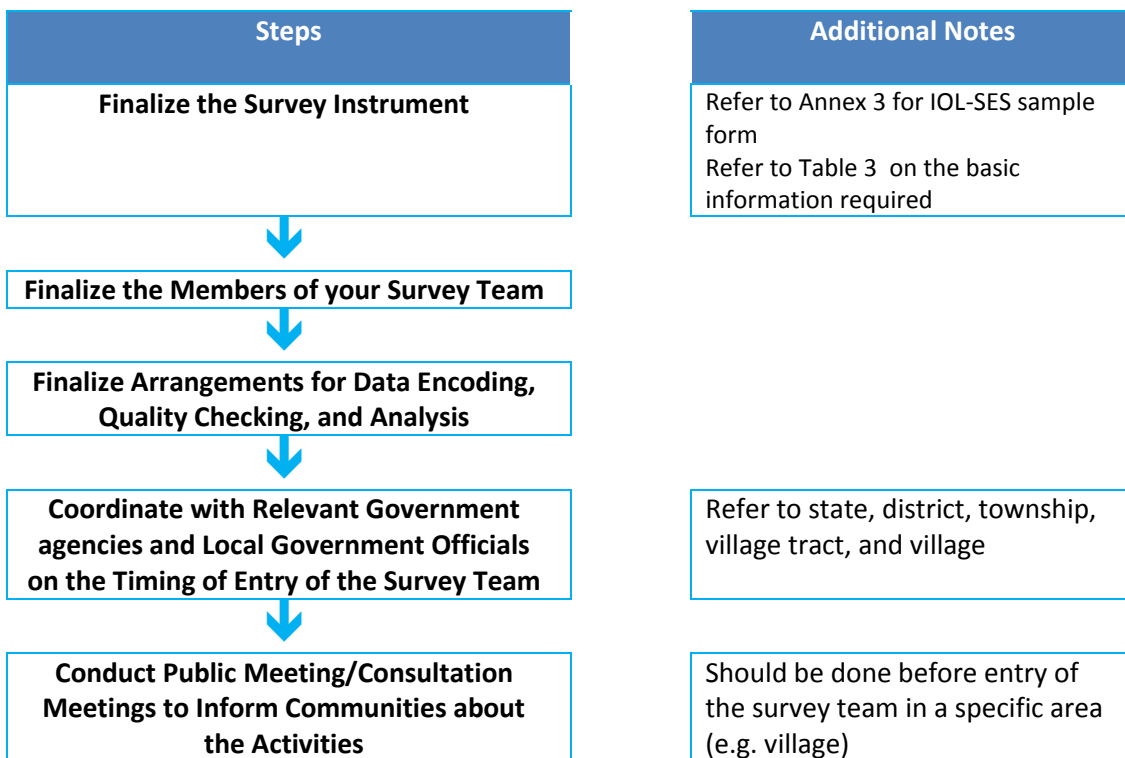 Steps
Additional Notes
Finalize the Survey Instrument
Refer to Annex 3 for IOL-SES sample
form
Refer to Table 3 on the basic
information required
Finalize the Members of your Survey Team
Finalize Arrangements for Data Encoding,
Quality Checking, and Analysis
Coordinate with Relevant Government
agencies and Local Government Officials
on the Timing of Entry of the Survey Team
Refer to state, district, township,
village tract, and village
Conduct Public Meeting/Consultation
Meetings to Inform Communities about
the Activities
Should be done before entry of
the survey team in a specific area
(e.g. village)